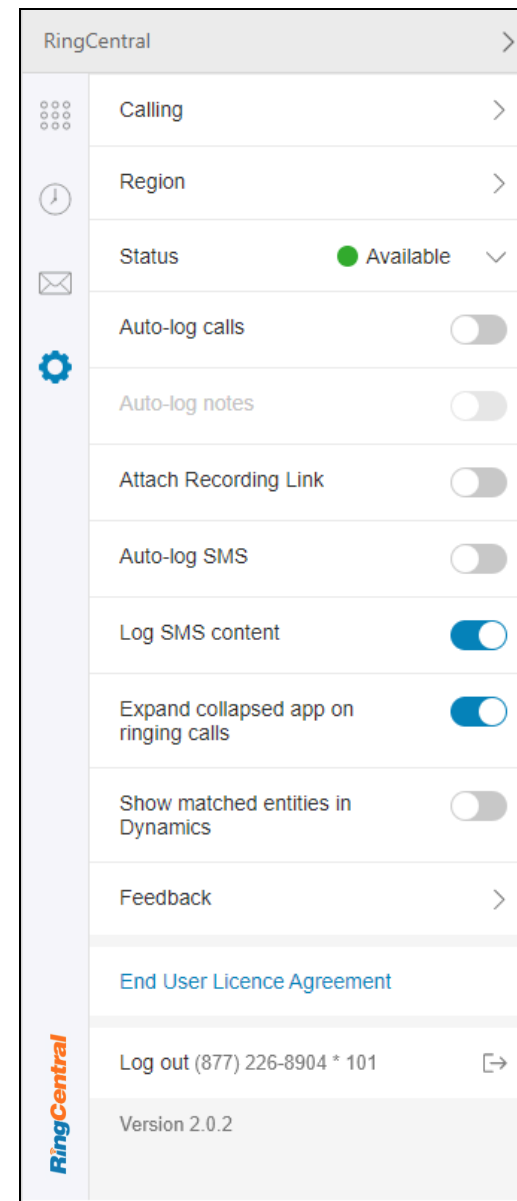 RingCentral
Calling
Region
Status Available
Auto-log calls
Auto-log notes
Attach Recording Link
Auto-log SMS
Log SMS content
Expand collapsed app on
ringing calls
Show matched entities in
Dynamics
Feedback
End User Licence Agreement
Log out (877) 226-8904 * 101
Version 2.0.2
RingCentral